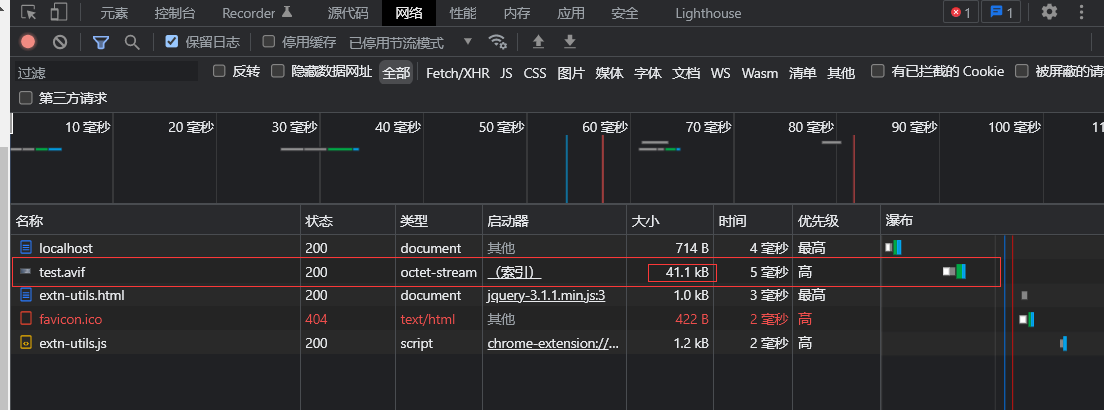 元素 控制台 Recorder 源代码 网络 性能 内存 应用 安全 Lighthouse 1 1
保留日志 停用缓存 已停用节流模式
过滤 反转 隐藏数据网址 全部 Fetch/XHR JS CSS 图片 媒体 字体 文档 WS Wasm 清单 其他 有已拦截的 Cookie 被屏蔽的请
第三方请求
10 毫秒 20 毫秒 30 毫秒 40 毫秒 50 毫秒 60 毫秒 70 毫秒 80 毫秒 90 毫秒 100 毫秒 11
名称 状态 类型 启动器 大小 时间 优先级 瀑布
localhost 200 document 其他 714 B 4 毫秒 最高
test.avif 200 octet-stream （索引） 41.1 kB 5 毫秒 高
extn-utils.html 200 document jquery-3.1.1.min.js:3 1.0 kB 3 毫秒 最高
favicon.ico 404 text/html 其他 422 B 2 毫秒 高
extn-utils.js 200 script chrome-extension://... 1.2 kB 2 毫秒 高